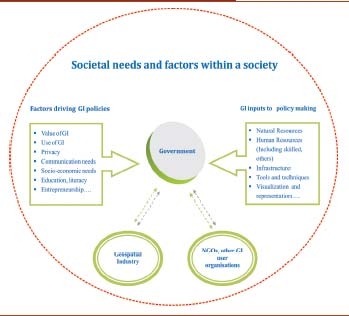 Societal needs and factors within a society
Factors driving GI policies
Value of GI
Use of GI
Privacy
Communication needs
Socio-economic needs
Education, literacy
Entrepreneurship....
Government
GI inputs to policy making
Natural Resources
Human Resources
(Including skilled,
others)
Infrastructure
Tools and techniques
Visualization and
representation.....
Geospatial
Industry
NGOs, other GI
user
organisations